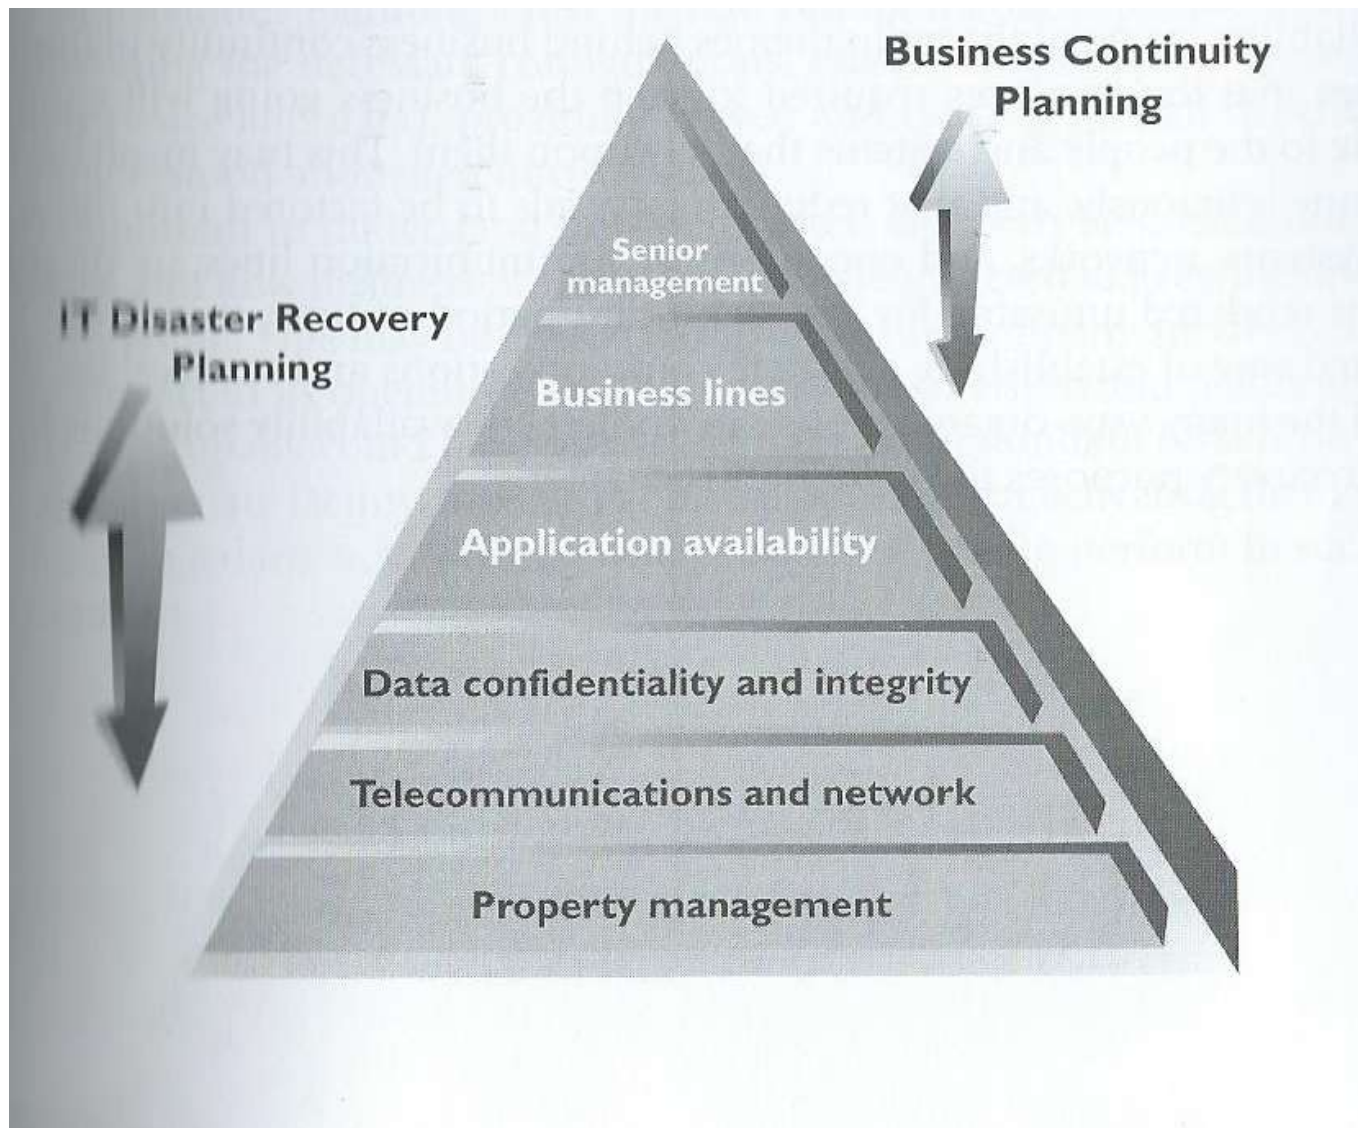 Business Continuity
Planning
Senior
management
IT Disaster Recovery
Planning
Business lines
Application availability
Data confidentiality and integrity
Telecommunications and network
Property management